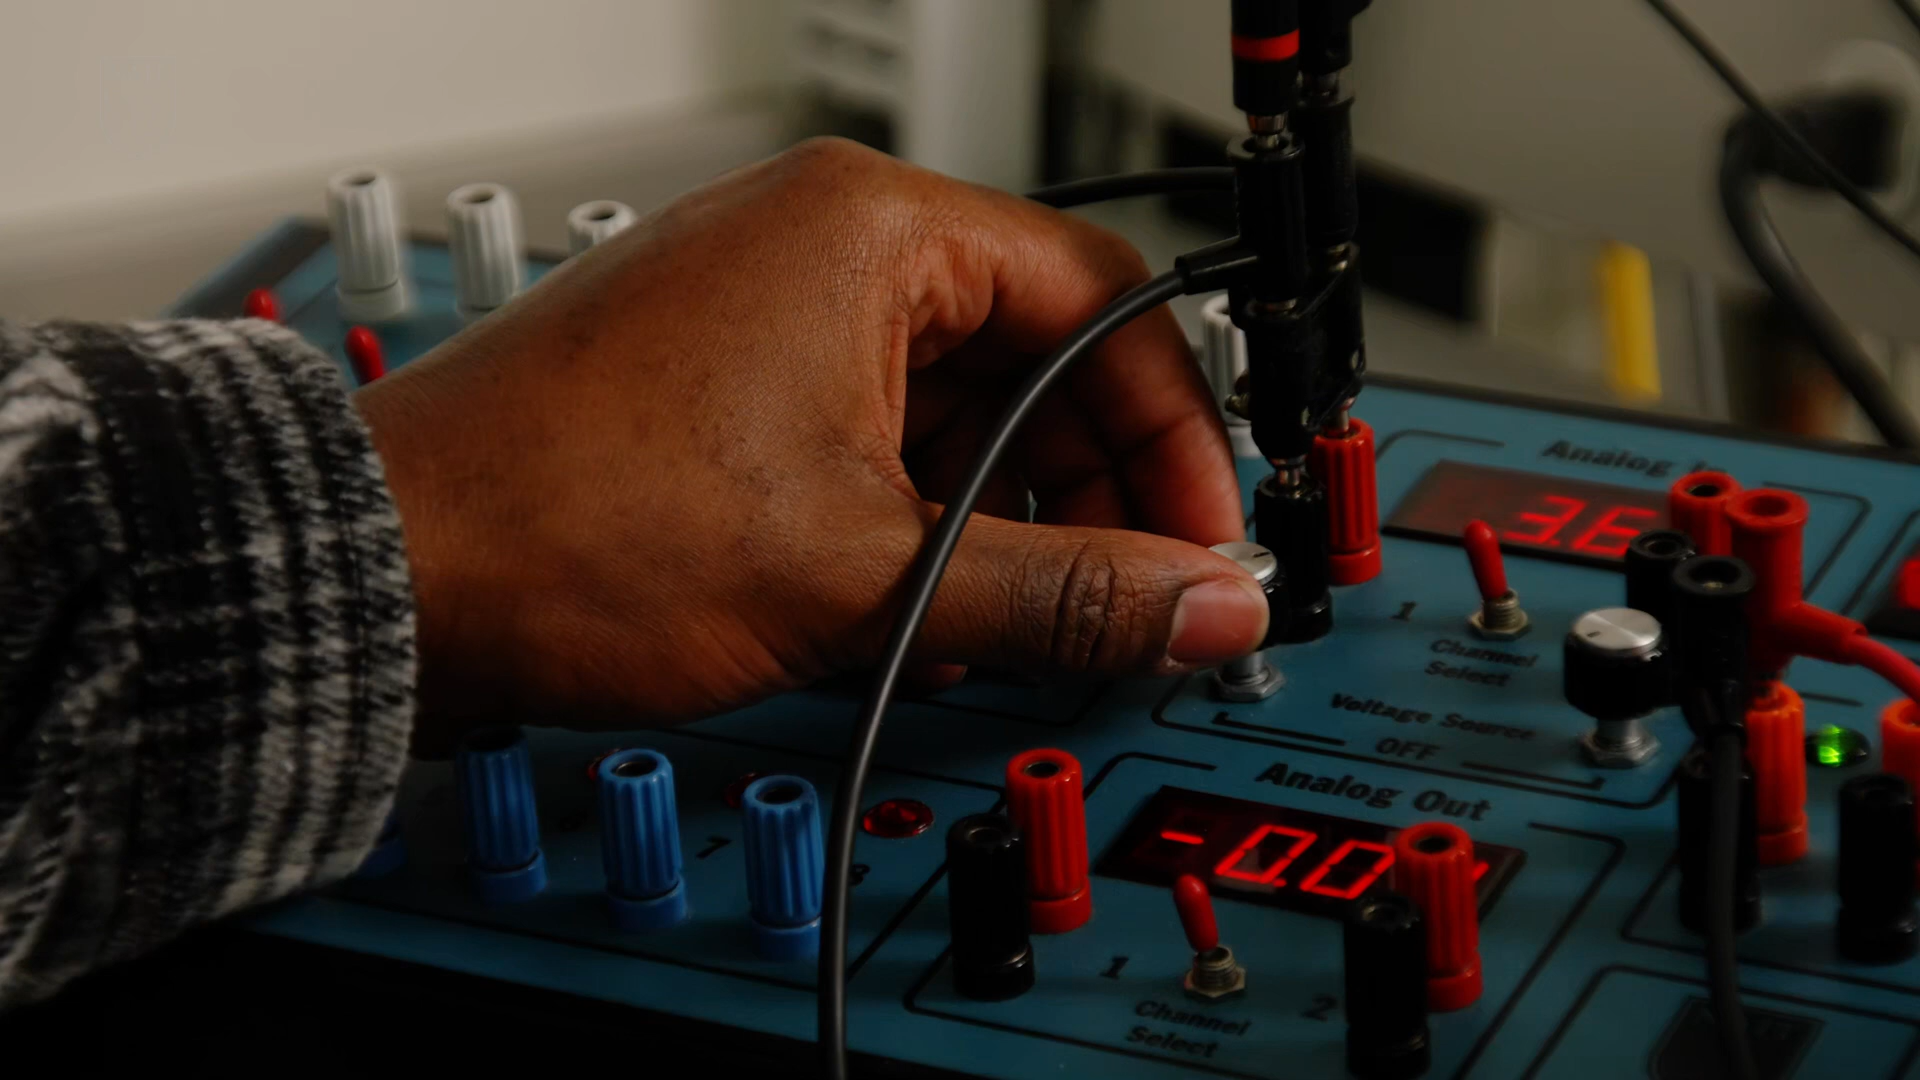 Analog In
3.6
1
Channel
Select
Voltage Source
OFF
Analog Out
-0.0
7
8
1
Channel
Select
2